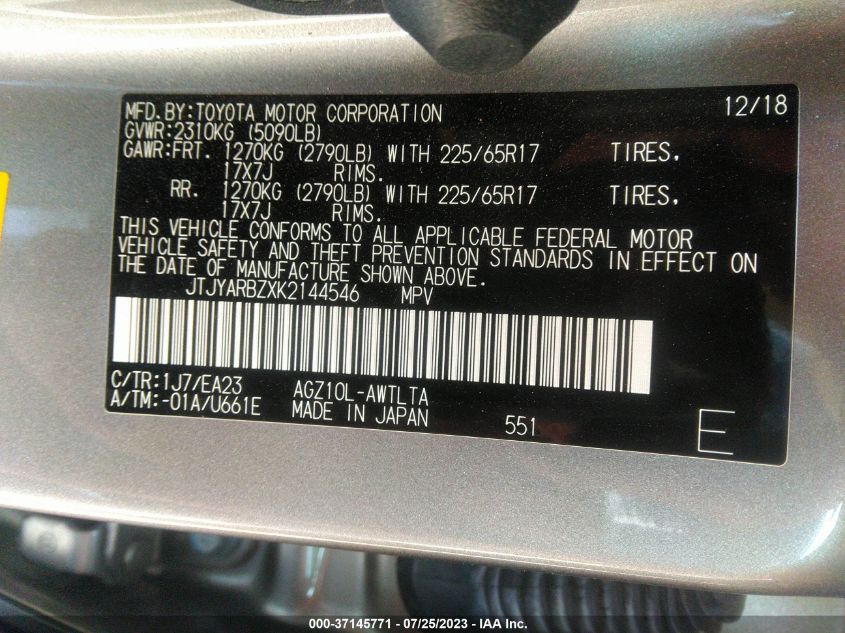 MFD.BY:TOYOTA MOTOR CORPORATION 12/18
GVWR:2310KG (5090LB)
GAWR:FRT. 1270KG (2790LB) WITH 225/65R17 TIRES,
17X7J RIMS.
RR. 1270KG (2790LB) WITH 225/65R17 TIRES,
17X7J RIMS.
THIS VEHICLE CONFORMS TO ALL APPLICABLE FEDERAL MOTOR
VEHICLE SAFETY AND THEFT PREVENTION STANDARDS IN EFFECT ON
THE DATE OF MANUFACTURE SHOWN ABOVE.
JTJYARBZXK2144546 MPV
C/TR:1J7/EA23 AGZ10L-AWTLTA
A/TM:-01A/U661E MADE IN JAPAN 551 E
000-37145771 - 07/25/2023 - IAA Inc.